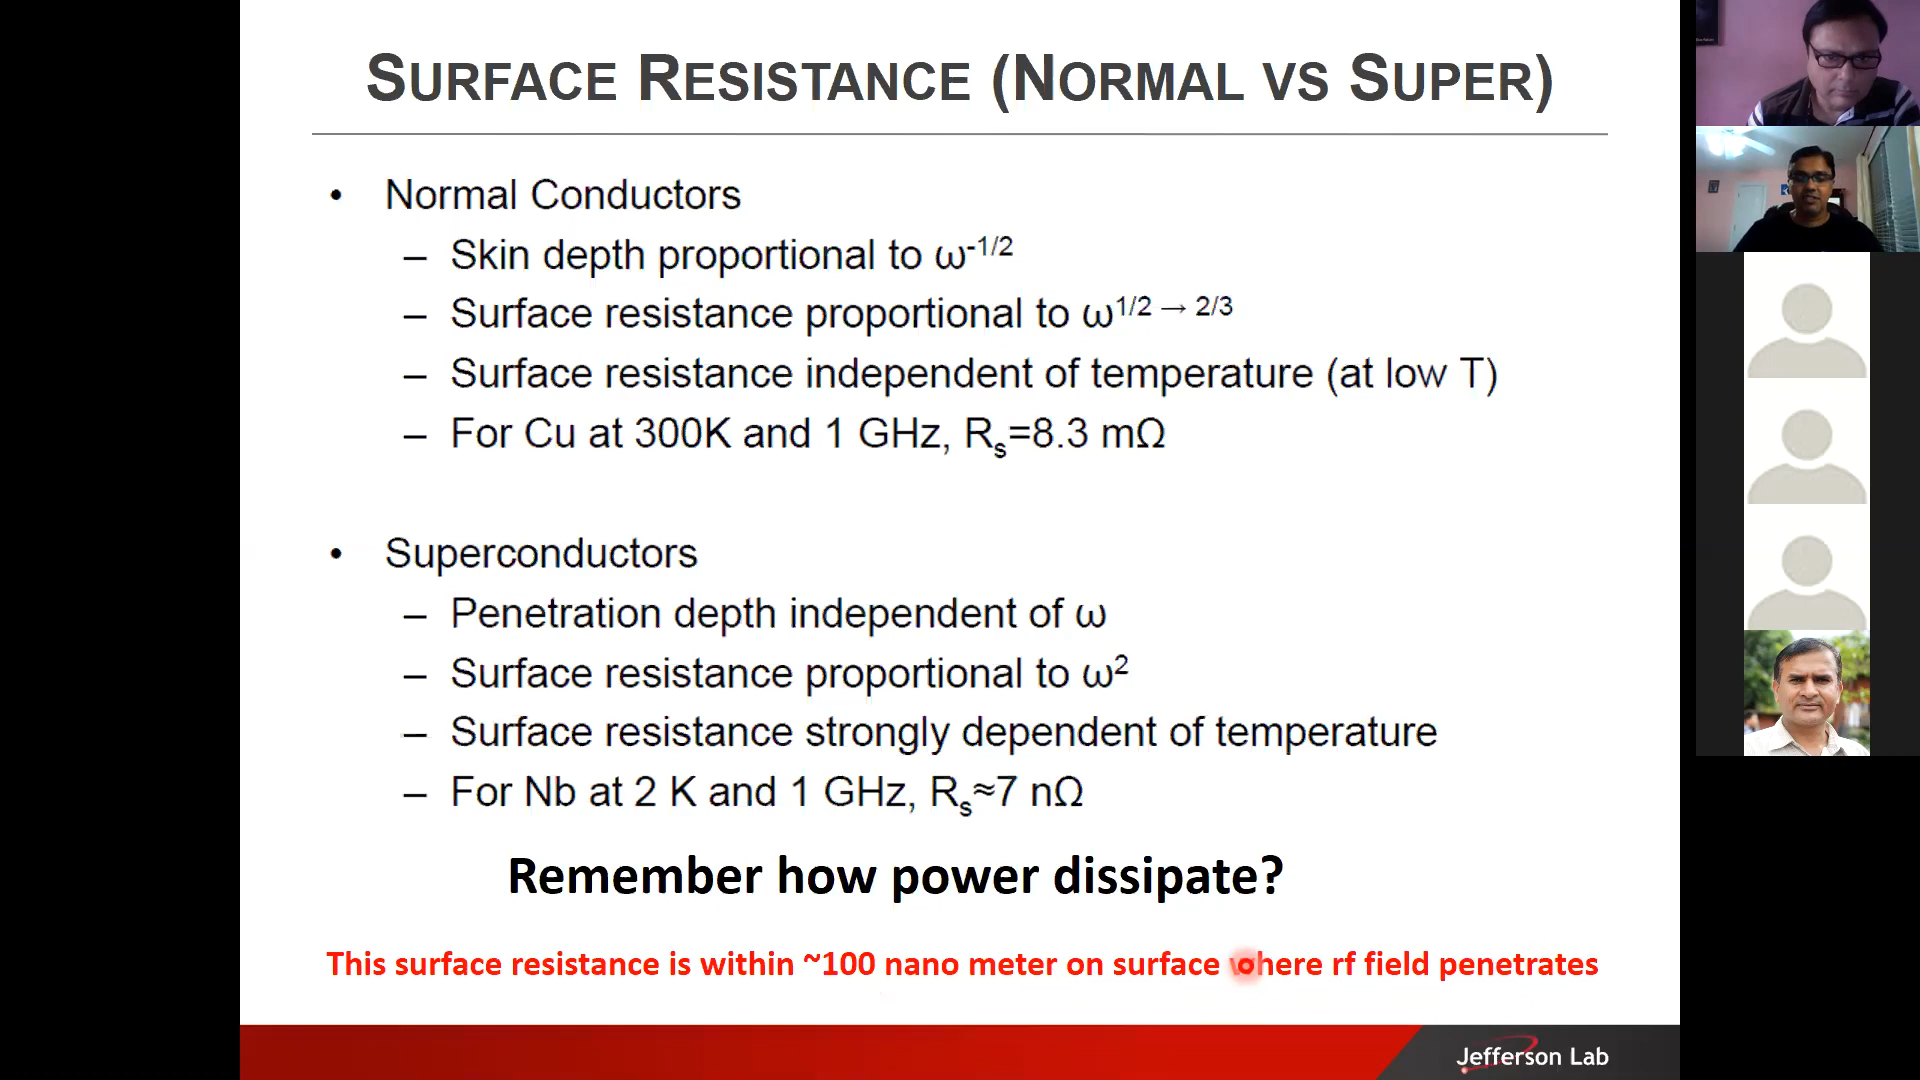 SURFACE RESISTANCE (NORMAL VS SUPER)
• Normal Conductors
– Skin depth proportional to ω-1/2
– Surface resistance proportional to ω1/2 → 2/3
– Surface resistance independent of temperature (at low T)
– For Cu at 300K and 1 GHz, Rs=8.3 mΩ
• Superconductors
– Penetration depth independent of ω
– Surface resistance proportional to ω2
– Surface resistance strongly dependent of temperature
– For Nb at 2 K and 1 GHz, Rs≈7 nΩ
Remember how power dissipate?
This surface resistance is within ~100 nano meter on surface where rf field penetrates
Jefferson Lab